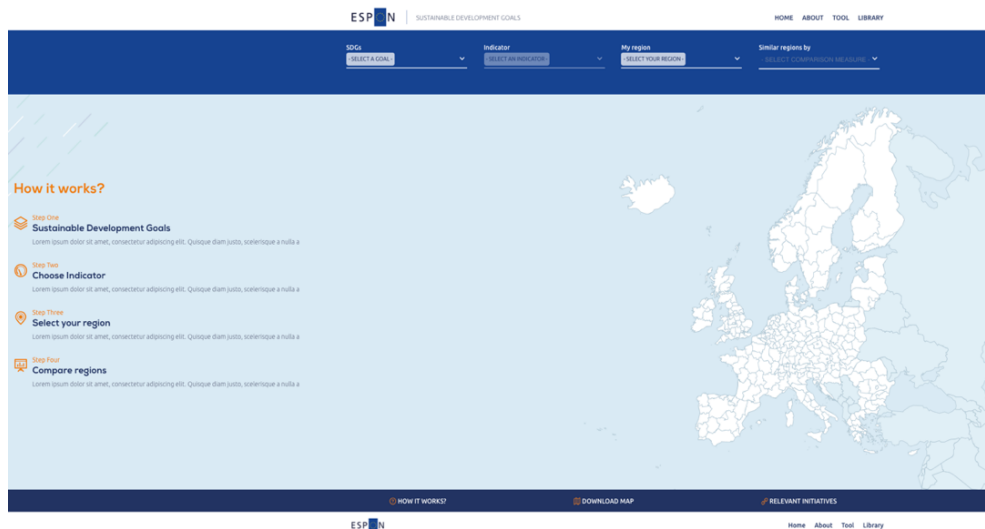 ESPON SUSTAINABLE DEVELOPMENT GOALS HOME ABOUT TOOL LIBRARY
SDGs Indicator My region Similar regions by
- SELECT A GOAL - - SELECT AN INDICATOR - - SELECT YOUR REGION - - SELECT COMPARISON MEASURE -
How it works?
Step One
Sustainable Development Goals
Lorem ipsum dolor sit amet, consectetur adipiscing elit. Quisque diam justo, scelerisque a nulla a
Step Two
Choose Indicator
Lorem ipsum dolor sit amet, consectetur adipiscing elit. Quisque diam justo, scelerisque a nulla a
Step Three
Select your region
Lorem ipsum dolor sit amet, consectetur adipiscing elit. Quisque diam justo, scelerisque a nulla a
Step Four
Compare regions
Lorem ipsum dolor sit amet, consectetur adipiscing elit. Quisque diam justo, scelerisque a nulla a
HOW IT WORKS? DOWNLOAD MAP RELEVANT INITIATIVES
ESPON Home About Tool Library